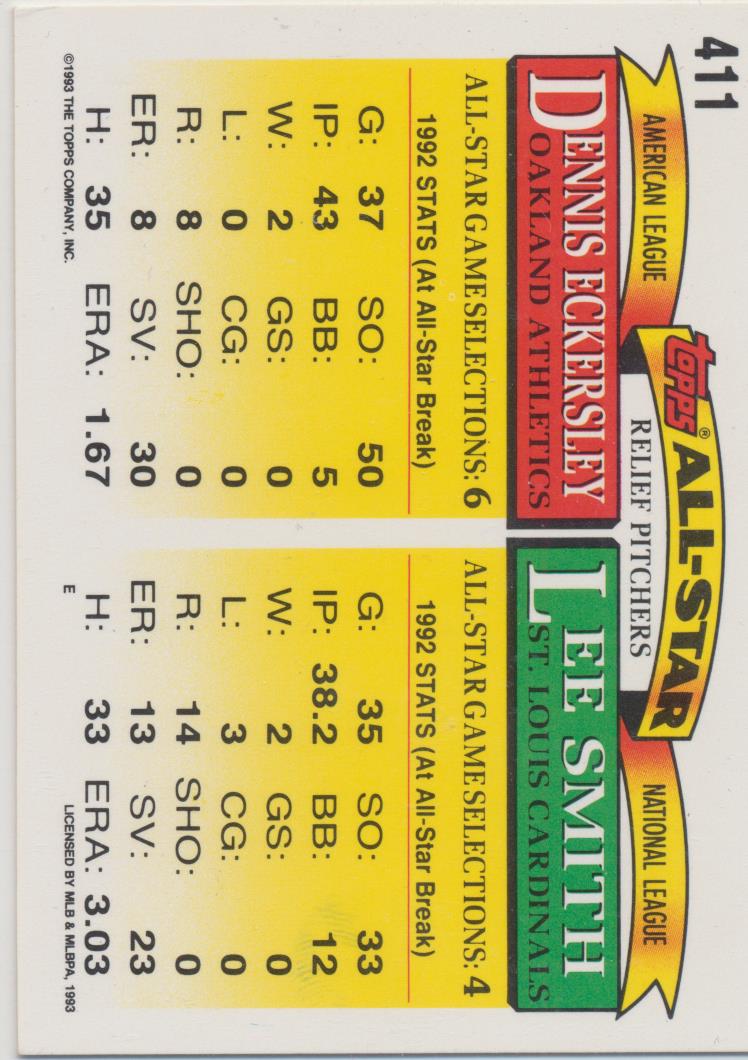 411
AMERICAN LEAGUE
Topps® ALL-STAR
NATIONAL LEAGUE
RELIEF PITCHERS
DENNIS ECKERSLEY
OAKLAND ATHLETICS
ALL-STAR GAME SELECTIONS: 6
1992 STATS (At All-Star Break)
G: 37 SO: 50
IP: 43 BB: 5
W: 2 GS: 0
L: 0 CG: 0
R: 8 SHO: 0
ER: 8 SV: 30
H: 35 ERA: 1.67
LEE SMITH
ST. LOUIS CARDINALS
ALL-STAR GAME SELECTIONS: 4
1992 STATS (At All-Star Break)
G: 35 SO: 33
IP: 38.2 BB: 12
W: 2 GS: 0
L: 3 CG: 0
R: 14 SHO: 0
ER: 13 SV: 23
H: 33 ERA: 3.03
©1993 THE TOPPS COMPANY, INC.
E
LICENSED BY MLB & MLBPA, 1993